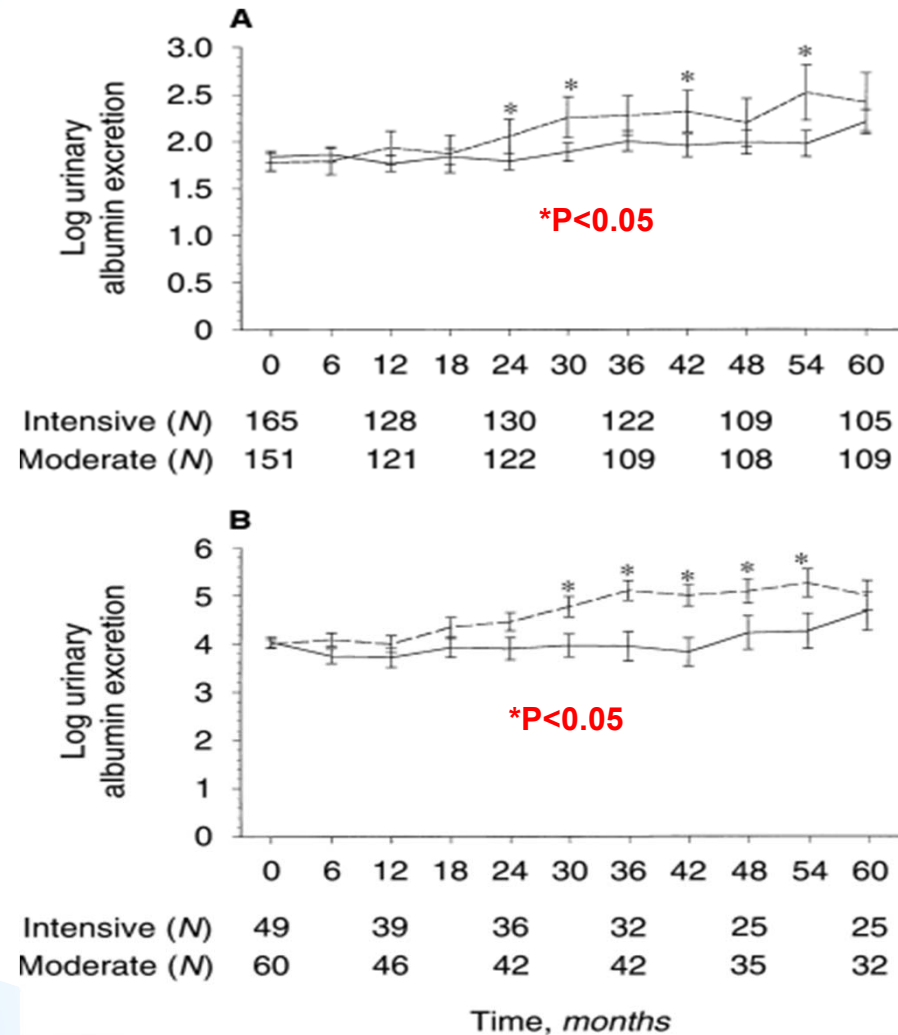 A
3.0
2.5
2.0
1.5
1.0
0.5
0
Log urinary
albumin excretion
* * * *
*P<0.05
0 6 12 18 24 30 36 42 48 54 60
Intensive (N) 165 128 130 122 109 105
Moderate (N) 151 121 122 109 108 109
B
6
5
4
3
2
1
0
Log urinary
albumin excretion
* * * * *
*P<0.05
0 6 12 18 24 30 36 42 48 54 60
Intensive (N) 49 39 36 32 25 25
Moderate (N) 60 46 42 42 35 32
Time, months